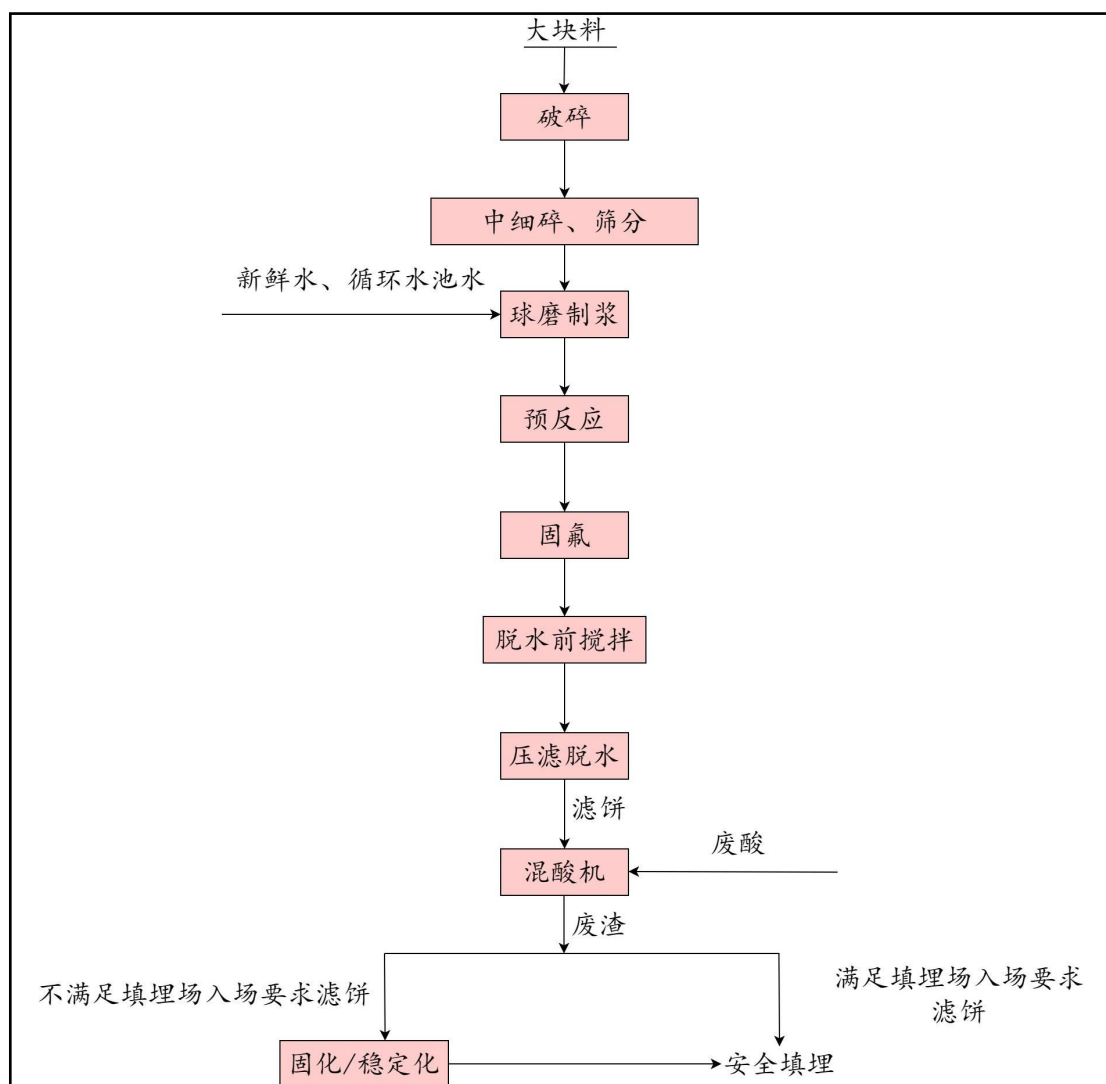 大块料
破碎
中细碎、筛分
新鲜水、循环水池水
球磨制浆
预反应
固氟
脱水前搅拌
压滤脱水
滤饼
废酸
混酸机
废渣
不满足填埋场入场要求滤饼
满足填埋场入场要求
滤饼
固化/稳定化
安全填埋